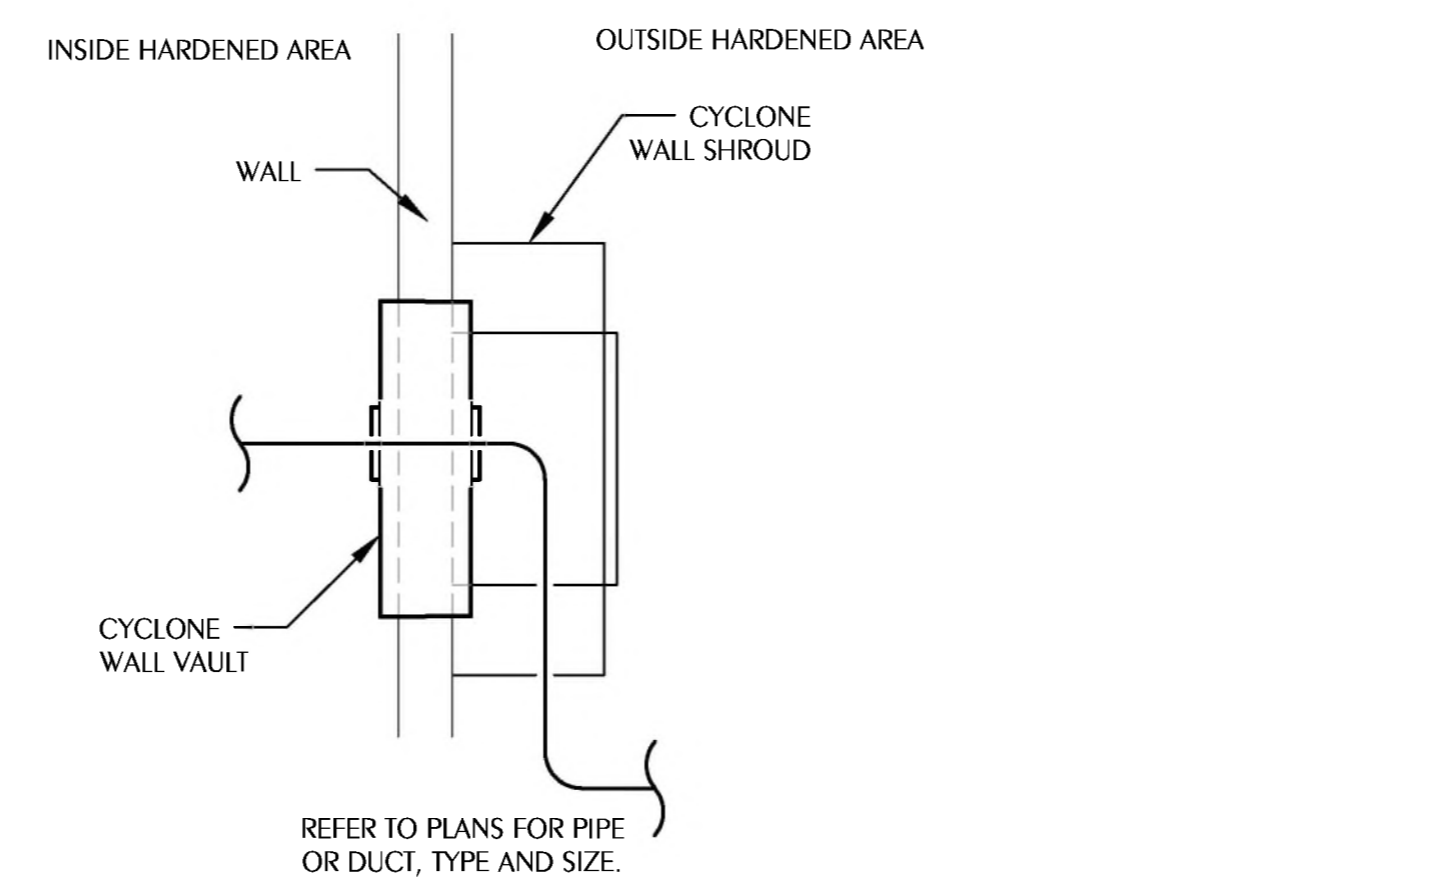 INSIDE HARDENED AREA
OUTSIDE HARDENED AREA
CYCLONE
WALL SHROUD
WALL
CYCLONE
WALL VAULT
REFER TO PLANS FOR PIPE
OR DUCT, TYPE AND SIZE.